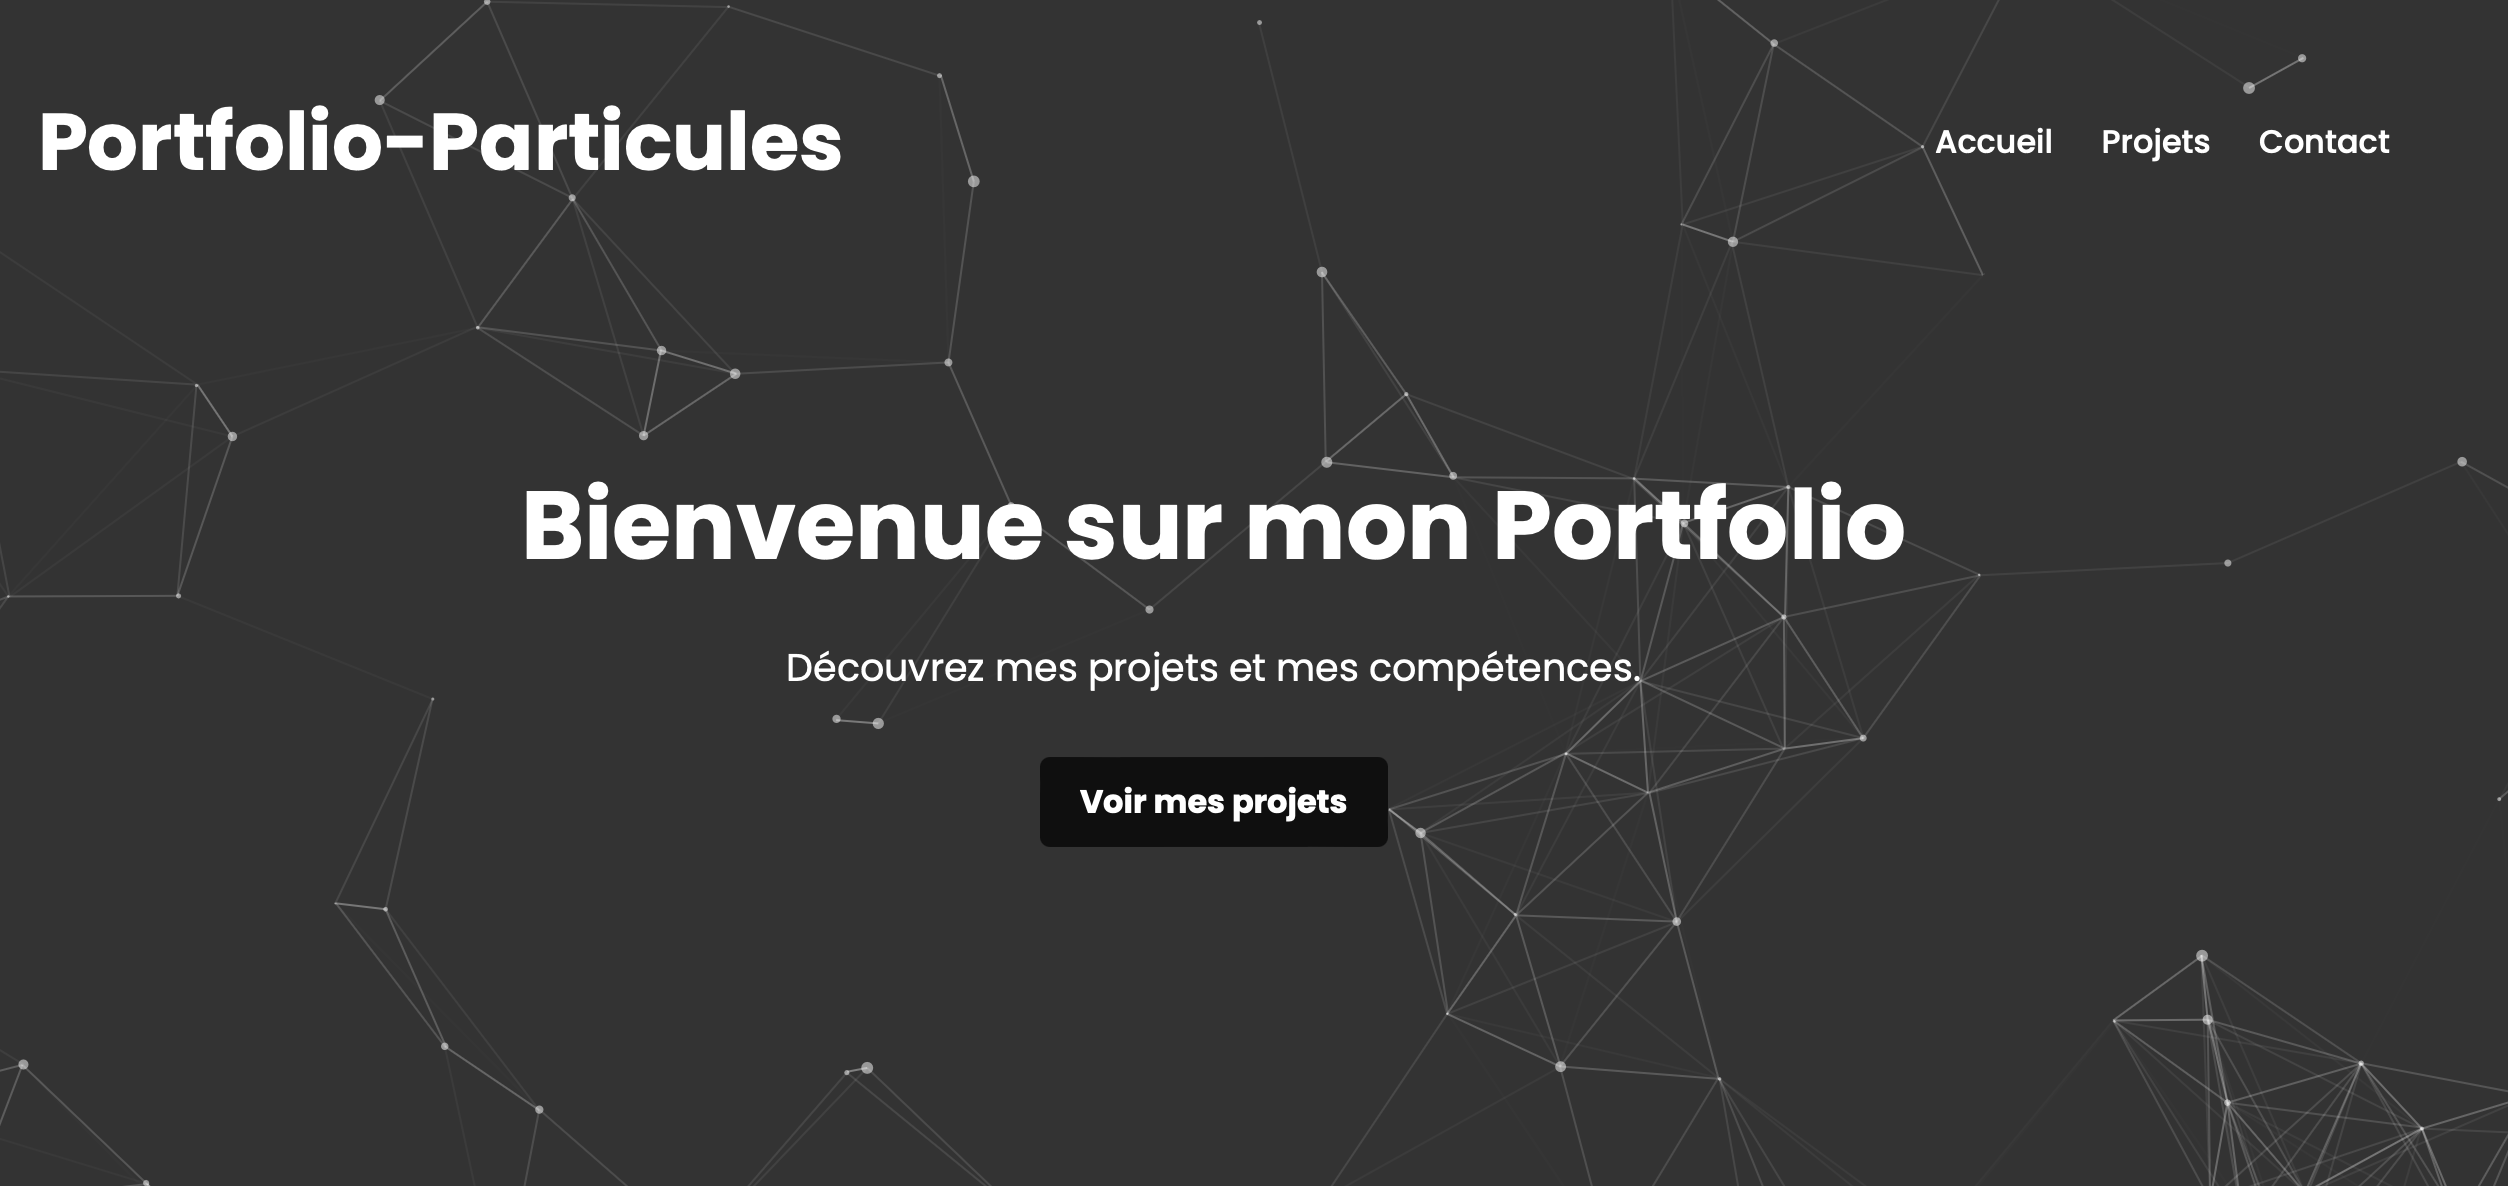 Portfolio-Particules
Accueil Projets Contact
Bienvenue sur mon Portfolio
Découvrez mes projets et mes compétences.
Voir mes projets